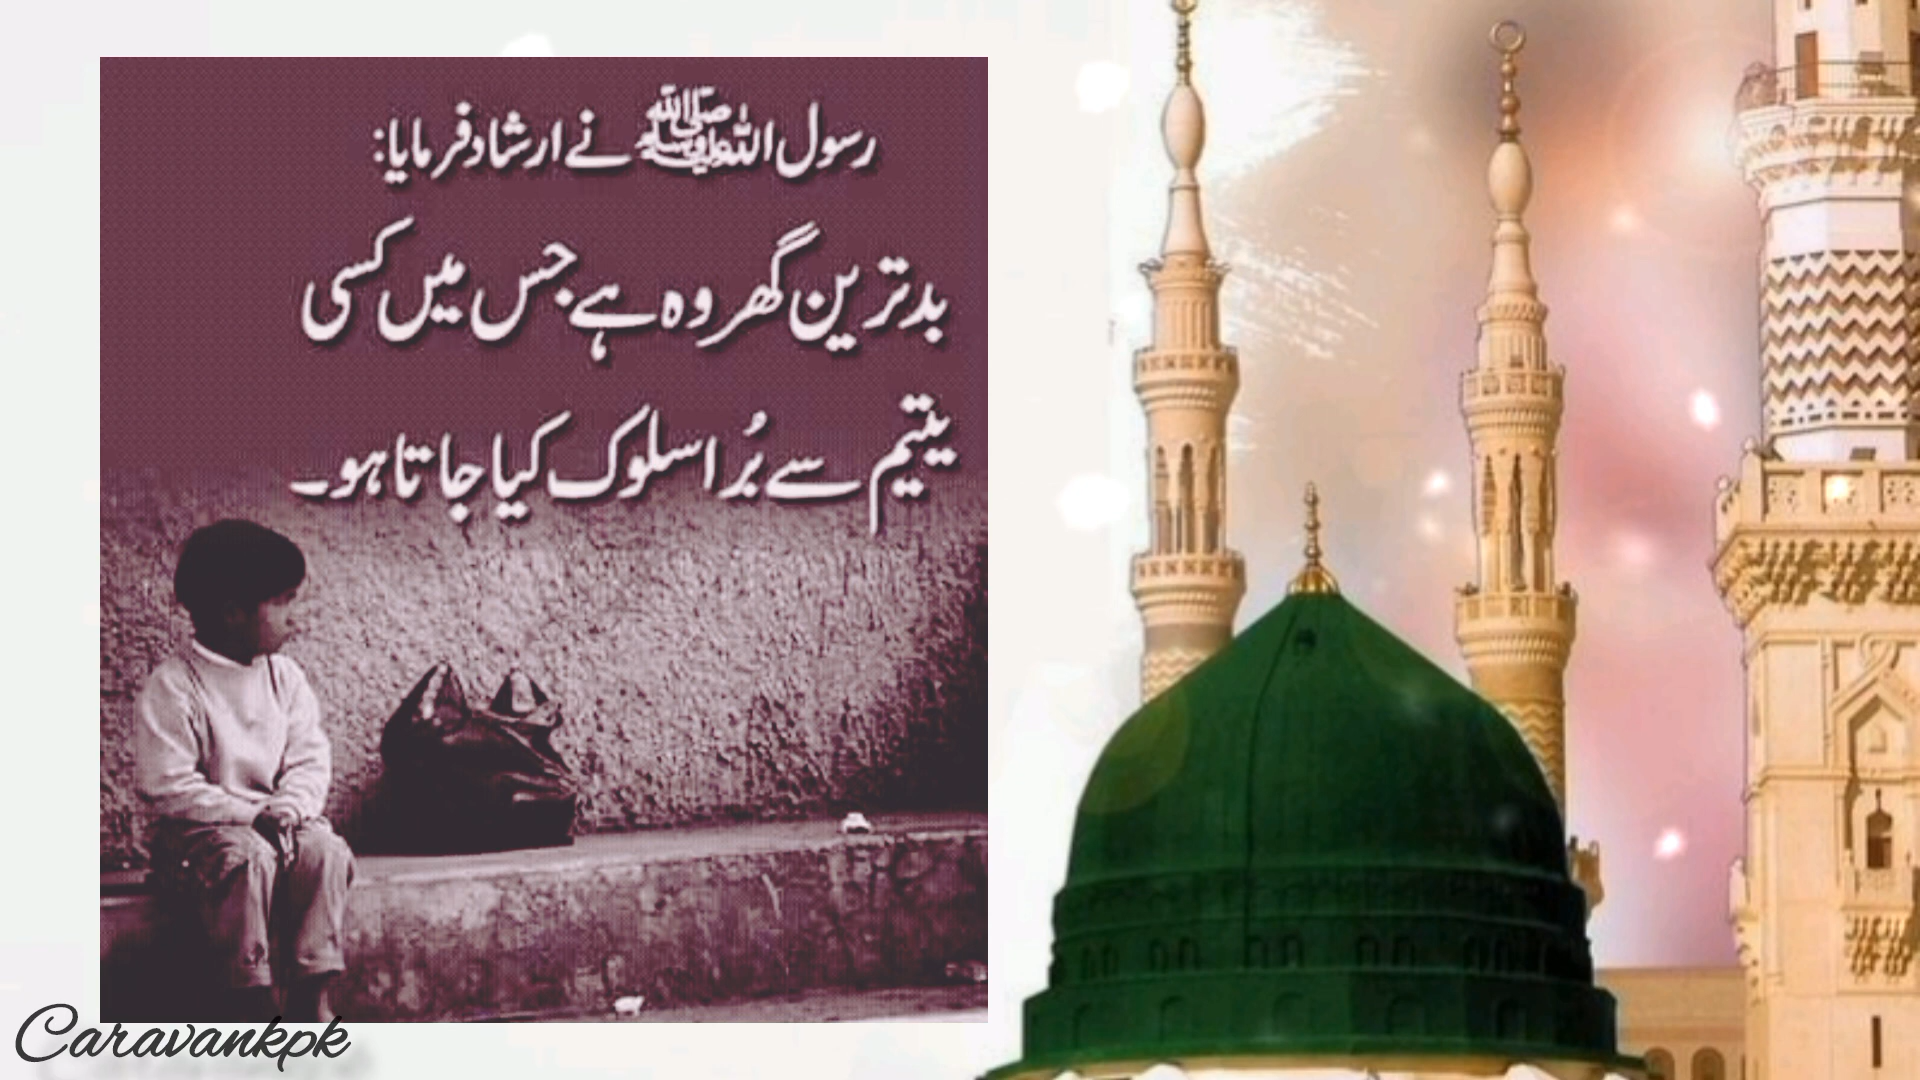 رسول اللہ ﷺ نے ارشاد فرمایا:
بدترین گھر وہ ہے جس میں کسی
یتیم سے بُرا سلوک کیا جاتا ہو۔
Caravankpk